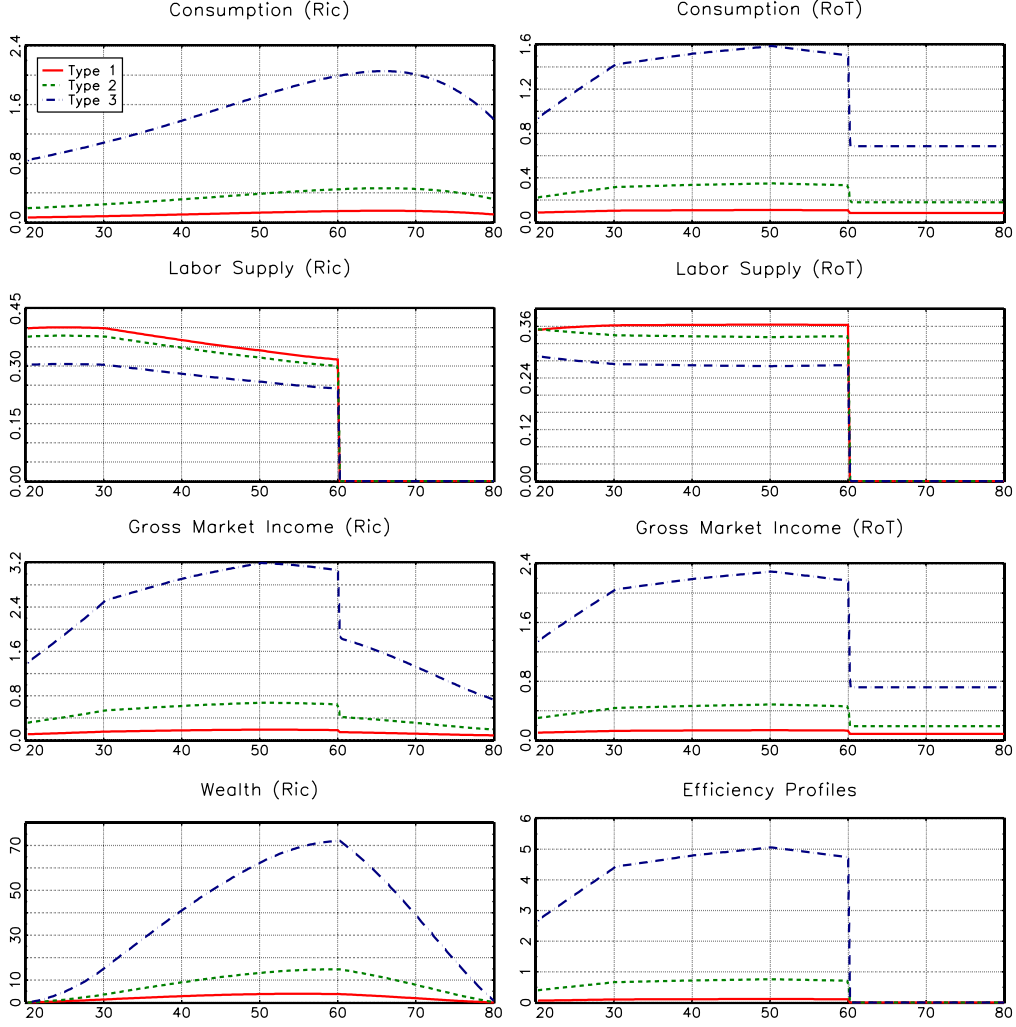 Consumption (Ric)
2.4
1.6
0.8
0.0
Type 1
Type 2
Type 3
20 30 40 50 60 70 80
Consumption (RoT)
1.6
1.2
0.8
0.4
0.0
20 30 40 50 60 70 80
Labor Supply (Ric)
0.45
0.30
0.15
0.00
20 30 40 50 60 70 80
Labor Supply (RoT)
0.36
0.24
0.12
0.00
20 30 40 50 60 70 80
Gross Market Income (Ric)
3.2
2.4
1.6
0.8
0.0
20 30 40 50 60 70 80
Gross Market Income (RoT)
2.4
1.6
0.8
0.0
20 30 40 50 60 70 80
Wealth (Ric)
70
50
30
10
0
20 30 40 50 60 70 80
Efficiency Profiles
6
5
4
3
2
1
0
20 30 40 50 60 70 80